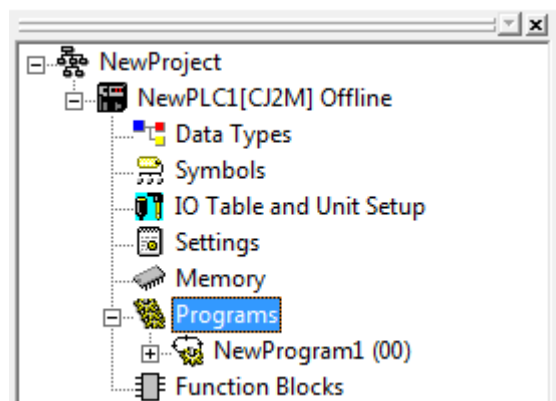 NewProject
NewPLC1[CJ2M] Offline
Data Types
Symbols
IO Table and Unit Setup
Settings
Memory
Programs
NewProgram1 (00)
Function Blocks